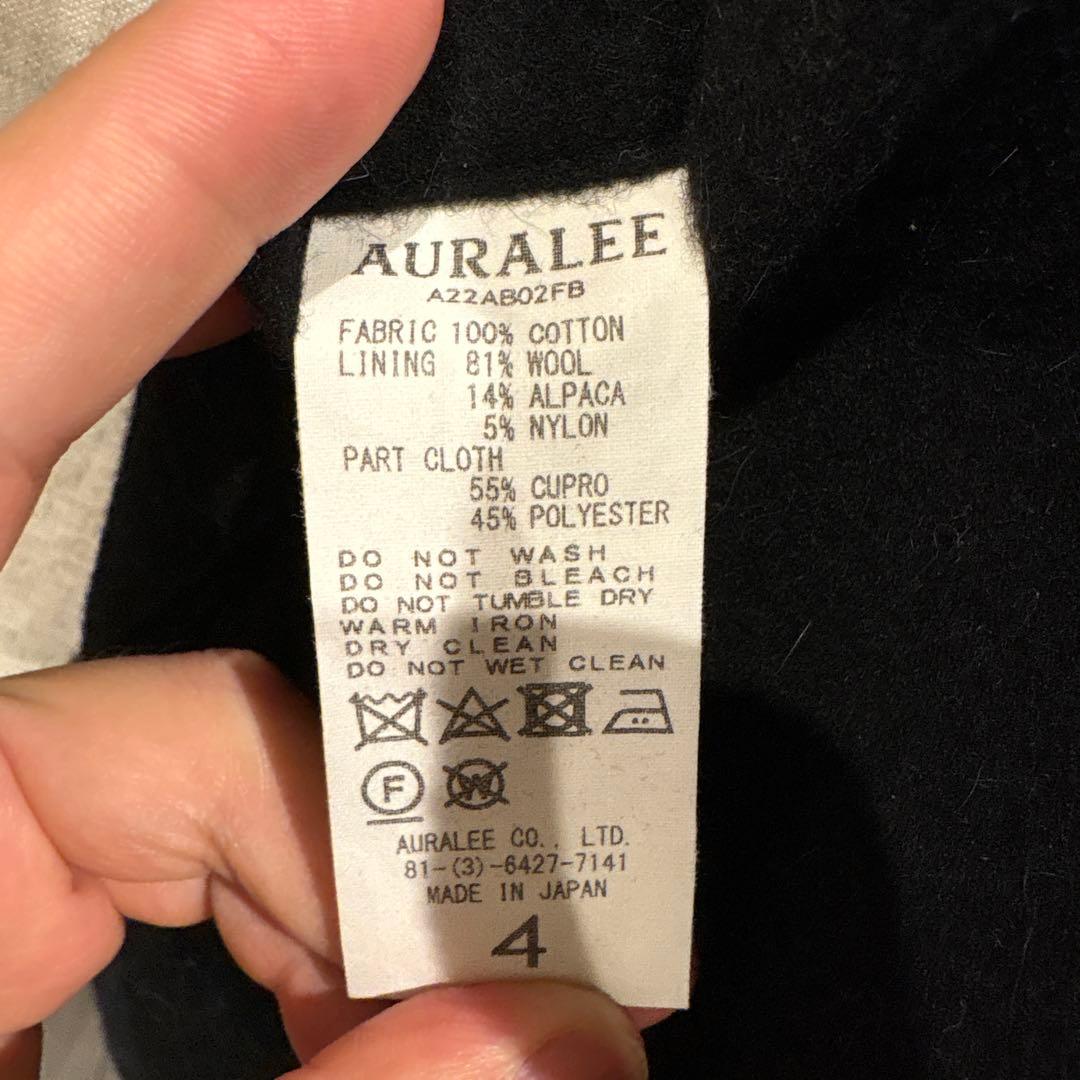 AURALEE
A22AB02FB
FABRIC 100% COTTON
LINING 81% WOOL
14% ALPACA
5% NYLON
PART CLOTH
55% CUPRO
45% POLYESTER
DO NOT WASH
DO NOT BLEACH
DO NOT TUMBLE DRY
WARM IRON
DRY CLEAN
DO NOT WET CLEAN
F W
AURALEE CO., LTD.
81-(3)-6427-7141
MADE IN JAPAN
4